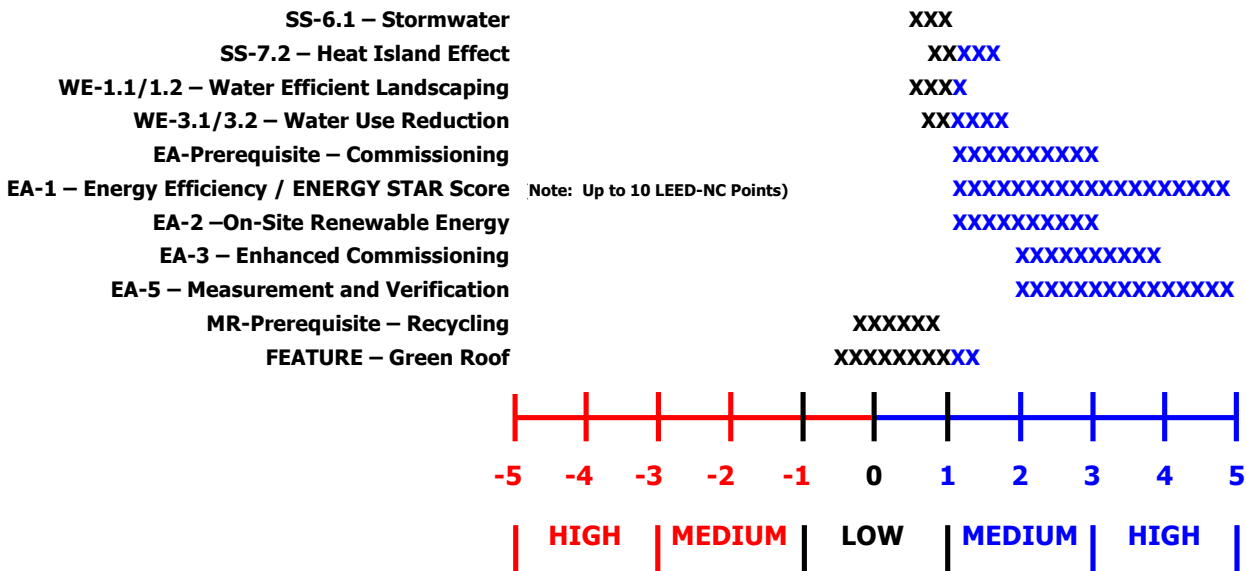 SS-6.1 – Stormwater XXX
SS-7.2 – Heat Island Effect XXXXX
WE-1.1/1.2 – Water Efficient Landscaping XXXX
WE-3.1/3.2 – Water Use Reduction XXXXXX
EA-Prerequisite – Commissioning XXXXXXXXXX
EA-1 – Energy Efficiency / ENERGY STAR Score (Note: Up to 10 LEED-NC Points) XXXXXXXXXXXXXXXXXXX
EA-2 –On-Site Renewable Energy XXXXXXXXXX
EA-3 – Enhanced Commissioning XXXXXXXXXX
EA-5 – Measurement and Verification XXXXXXXXXXXXXXX
MR-Prerequisite – Recycling XXXXXX
FEATURE – Green Roof XXXXXXXXXX
-5 -4 -3 -2 -1 0 1 2 3 4 5
HIGH MEDIUM LOW MEDIUM HIGH